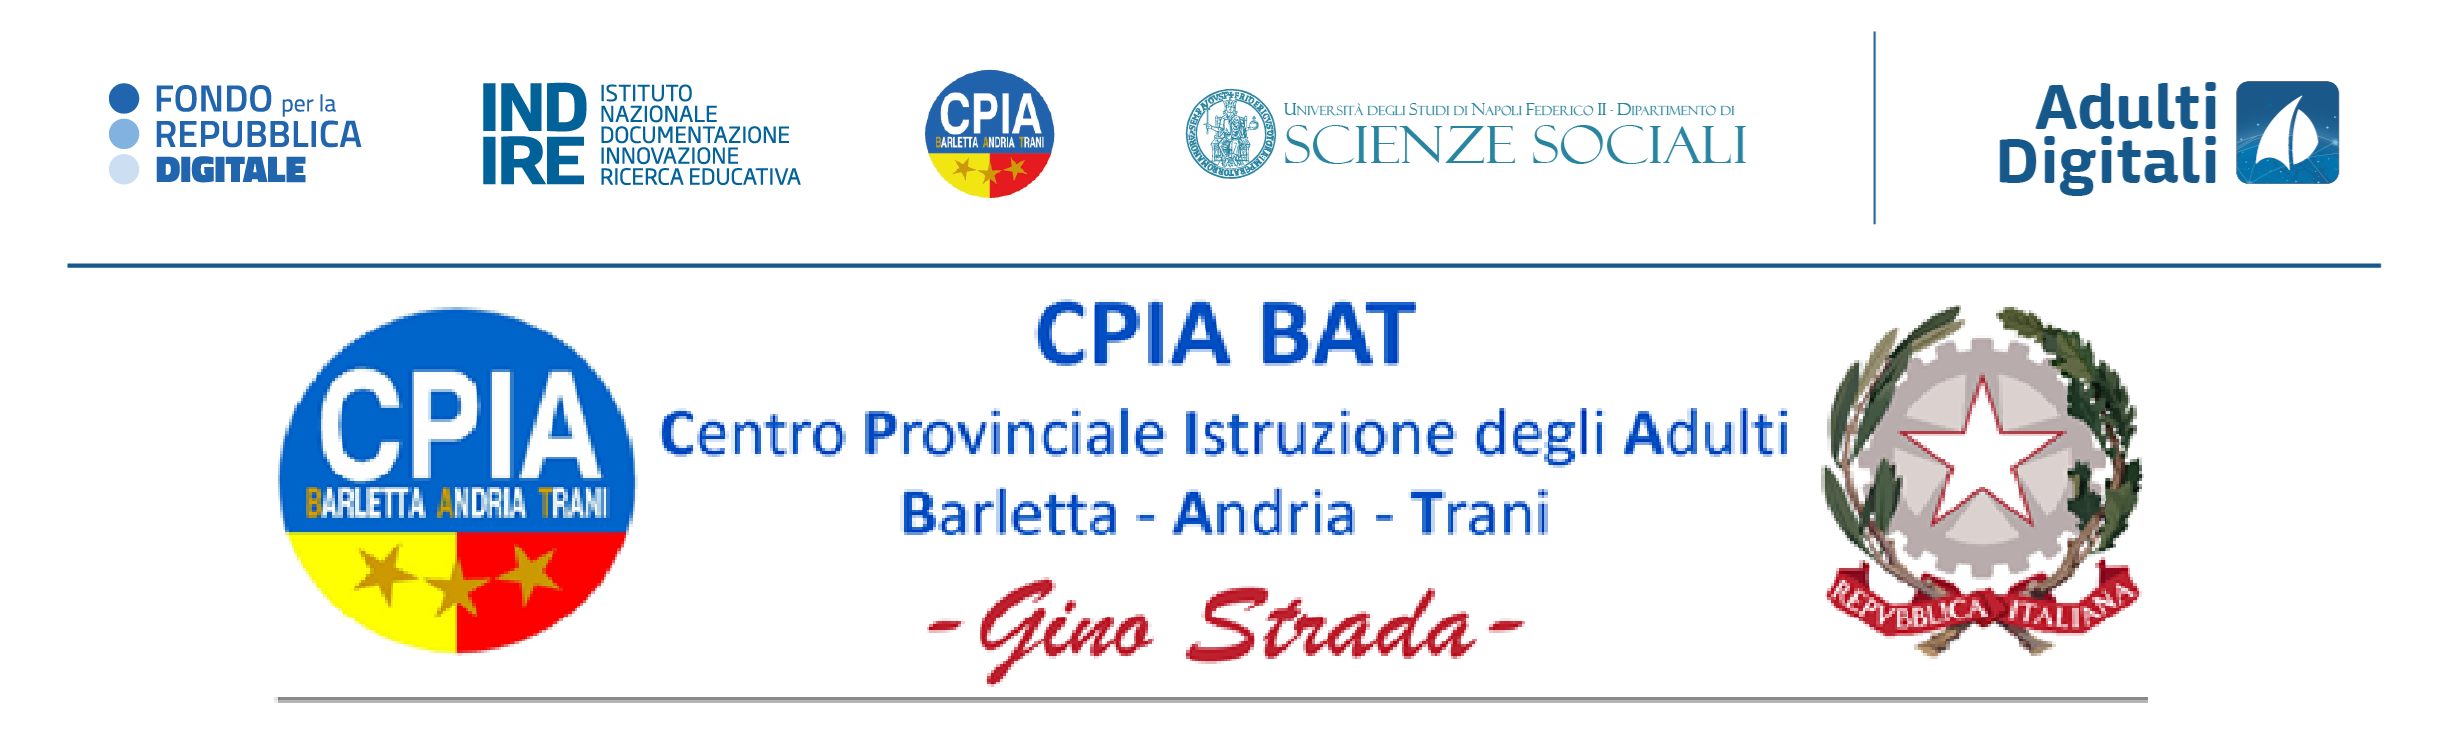 FONDO per la
REPUBBLICA
DIGITALE
INDIRE
ISTITUTO
NAZIONALE
DOCUMENTAZIONE
INNOVAZIONE
RICERCA EDUCATIVA
CPIA
BARLETTA ANDRIA TRANI
UNIVERSITÀ DEGLI STUDI DI NAPOLI FEDERICO II - DIPARTIMENTO DI
SCIENZE SOCIALI
Adulti
Digitali
CPIA
BARLETTA ANDRIA TRANI
CPIA BAT
Centro Provinciale Istruzione degli Adulti
Barletta - Andria - Trani
- Gino Strada -
REPVBBLICA ITALIANA